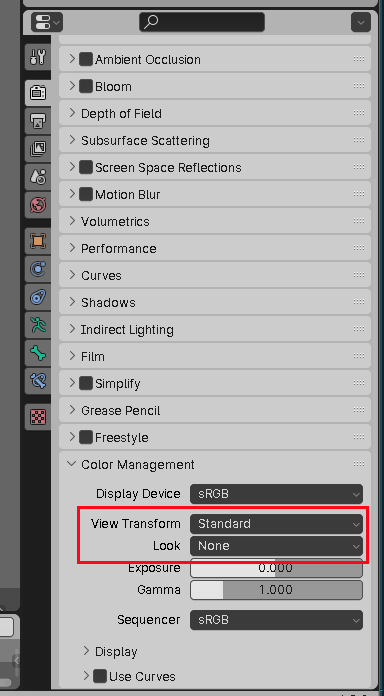 Ambient Occlusion
Bloom
Depth of Field
Subsurface Scattering
Screen Space Reflections
Motion Blur
Volumetrics
Performance
Curves
Shadows
Indirect Lighting
Film
Simplify
Grease Pencil
Freestyle
Color Management
Display Device sRGB
View Transform Standard
Look None
Exposure 0.000
Gamma 1.000
Sequencer sRGB
Display
Use Curves